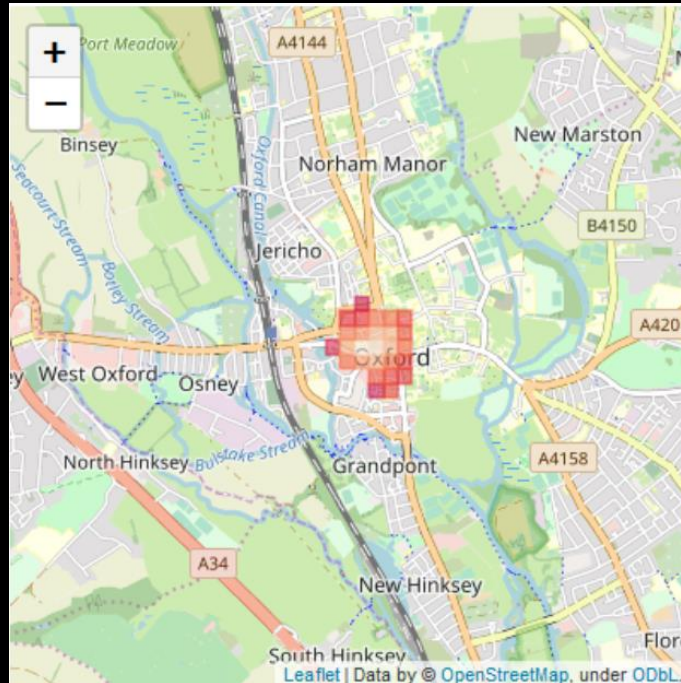 +
Port Meadow
A4144
−
Binsey
New Marston
Norham Manor
Oxford Canal
Seacourt Stream
Botley Stream
B4150
Jericho
A420
Oxford
West Oxford
Osney
North Hinksey
Bulstake Stream
Grandpont
A4158
A34
New Hinksey
South Hinksey
Leaflet | Data by © OpenStreetMap, under ODbL.